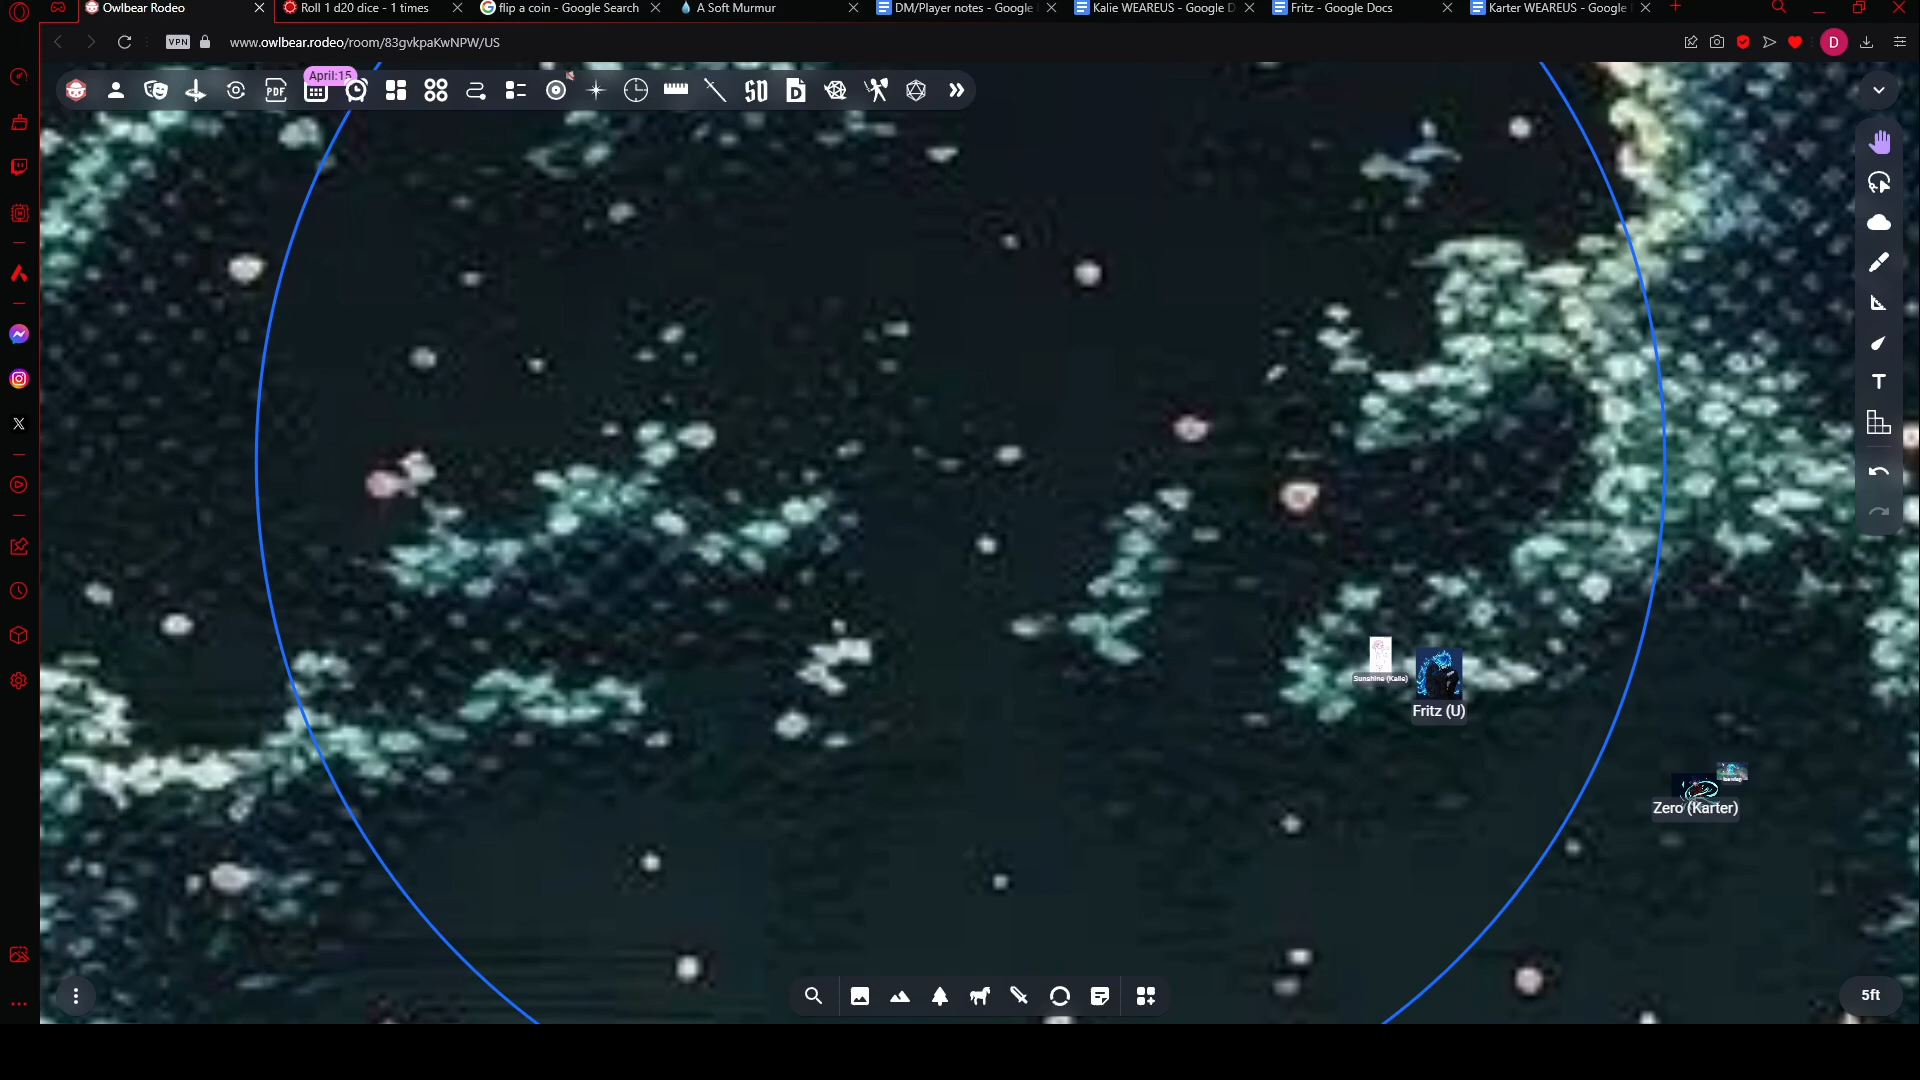 Owlbear Rodeo
Roll 1 d20 dice - 1 times
flip a coin - Google Search
A Soft Murmur
DM/Player notes - Google
Kalie WEAREUS - Google D
Fritz - Google Docs
Karter WEAREUS - Google
VPN
www.owlbear.rodeo/room/83gvkpaKwNPW/US
D
April:15
PDF
Sunshine (Kalie)
Fritz (U)
Zero (Karter)
5ft